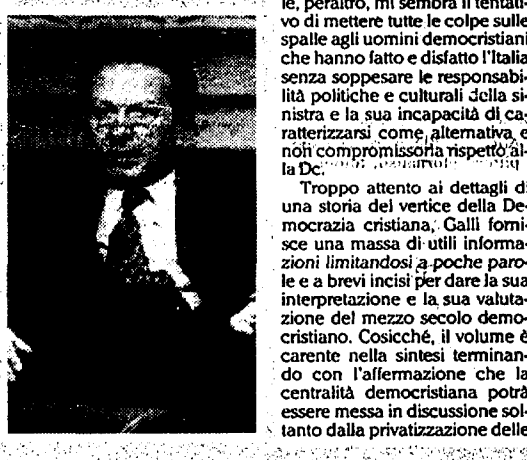 le, peraltro, mi sembra il tentati-
vo di mettere tutte le colpe sulle
spalle agli uomini democristiani
che hanno fatto e disfatto l'Italia
senza soppesare le responsabi-
lità politiche e culturali della si-
nistra e la sua incapacità di ca-
ratterizzarsi come alternativa e
non compromissoria rispetto al-
la Dc.
Troppo attento ai dettagli di
una storia del vertice della De-
mocrazia cristiana, Galli forni-
sce una massa di utili informa-
zioni limitandosi a poche paro-
le e a brevi incisi per dare la sua
interpretazione e la sua valuta-
zione del mezzo secolo demo-
cristiano. Cosicché, il volume è
carente nella sintesi terminan-
do con l'affermazione che la
centralità democristiana potrà
essere messa in discussione sol-
tanto dalla privatizzazione delle